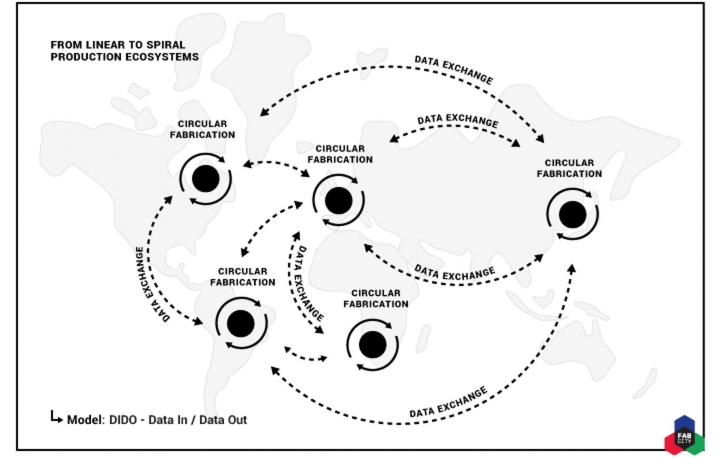 FROM LINEAR TO SPIRAL
PRODUCTION ECOSYSTEMS
DATA EXCHANGE
DATA EXCHANGE
CIRCULAR
FABRICATION
CIRCULAR
FABRICATION
CIRCULAR
FABRICATION
DATA EXCHANGE
DATA EXCHANGE
DATA EXCHANGE
CIRCULAR
FABRICATION
CIRCULAR
FABRICATION
DATA EXCHANGE
Model: DIDO - Data In / Data Out
FAB
CITY